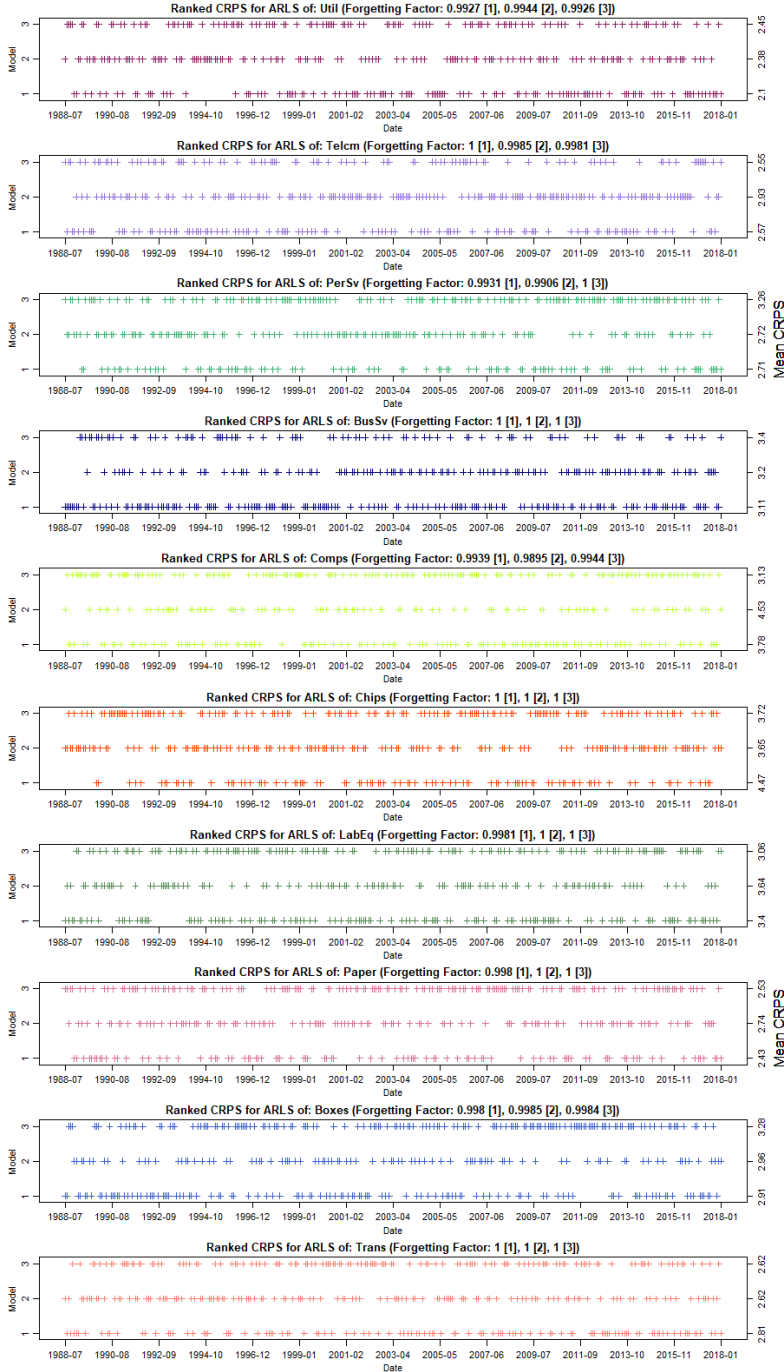 Ranked CRPS for ARLS of: Util (Forgetting Factor: 0.9927 [1], 0.9944 [2], 0.9926 [3])
Model
3
2
1
2.45
2.38
2.1
1988-07 1990-08 1992-09 1994-10 1996-12 1999-01 2001-02 2003-04 2005-05 2007-06 2009-07 2011-09 2013-10 2015-11 2018-01
Date
Ranked CRPS for ARLS of: Telcm (Forgetting Factor: 1 [1], 0.9985 [2], 0.9981 [3])
Model
3
2
1
2.55
2.93
2.57
1988-07 1990-08 1992-09 1994-10 1996-12 1999-01 2001-02 2003-04 2005-05 2007-06 2009-07 2011-09 2013-10 2015-11 2018-01
Date
Ranked CRPS for ARLS of: PerSv (Forgetting Factor: 0.9931 [1], 0.9906 [2], 1 [3])
Model
3
2
1
3.26
2.72
2.71
Mean CRPS
1988-07 1990-08 1992-09 1994-10 1996-12 1999-01 2001-02 2003-04 2005-05 2007-06 2009-07 2011-09 2013-10 2015-11 2018-01
Date
Ranked CRPS for ARLS of: BusSv (Forgetting Factor: 1 [1], 1 [2], 1 [3])
Model
3
2
1
3.4
3.2
3.11
1988-07 1990-08 1992-09 1994-10 1996-12 1999-01 2001-02 2003-04 2005-05 2007-06 2009-07 2011-09 2013-10 2015-11 2018-01
Date
Ranked CRPS for ARLS of: Comps (Forgetting Factor: 0.9939 [1], 0.9895 [2], 0.9944 [3])
Model
3
2
1
3.13
4.53
3.78
1988-07 1990-08 1992-09 1994-10 1996-12 1999-01 2001-02 2003-04 2005-05 2007-06 2009-07 2011-09 2013-10 2015-11 2018-01
Date
Ranked CRPS for ARLS of: Chips (Forgetting Factor: 1 [1], 1 [2], 1 [3])
Model
3
2
1
3.72
3.65
4.47
1988-07 1990-08 1992-09 1994-10 1996-12 1999-01 2001-02 2003-04 2005-05 2007-06 2009-07 2011-09 2013-10 2015-11 2018-01
Date
Ranked CRPS for ARLS of: LabEq (Forgetting Factor: 0.9981 [1], 1 [2], 1 [3])
Model
3
2
1
3.06
3.64
3.4
1988-07 1990-08 1992-09 1994-10 1996-12 1999-01 2001-02 2003-04 2005-05 2007-06 2009-07 2011-09 2013-10 2015-11 2018-01
Date
Ranked CRPS for ARLS of: Paper (Forgetting Factor: 0.998 [1], 1 [2], 1 [3])
Model
3
2
1
2.53
2.74
2.43
Mean CRPS
1988-07 1990-08 1992-09 1994-10 1996-12 1999-01 2001-02 2003-04 2005-05 2007-06 2009-07 2011-09 2013-10 2015-11 2018-01
Date
Ranked CRPS for ARLS of: Boxes (Forgetting Factor: 0.998 [1], 0.9985 [2], 0.9984 [3])
Model
3
2
1
3.28
2.96
2.91
1988-07 1990-08 1992-09 1994-10 1996-12 1999-01 2001-02 2003-04 2005-05 2007-06 2009-07 2011-09 2013-10 2015-11 2018-01
Date
Ranked CRPS for ARLS of: Trans (Forgetting Factor: 1 [1], 1 [2], 1 [3])
Model
3
2
1
2.62
2.62
2.81
1988-07 1990-08 1992-09 1994-10 1996-12 1999-01 2001-02 2003-04 2005-05 2007-06 2009-07 2011-09 2013-10 2015-11 2018-01
Date